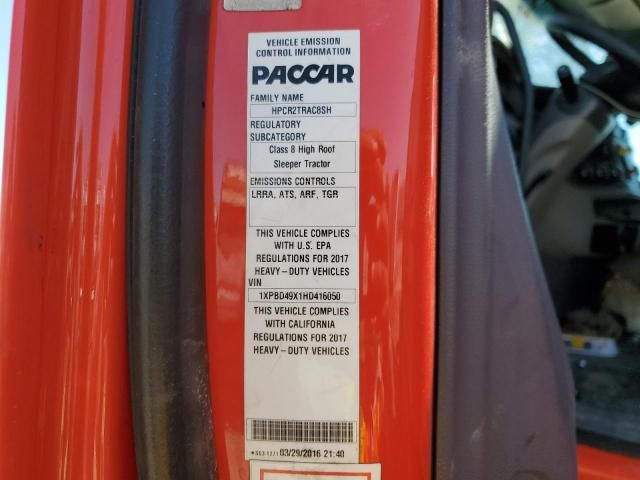 VEHICLE EMISSION
CONTROL INFORMATION
PACCAR
FAMILY NAME
HPCR2TRAC8SH
REGULATORY
SUBCATEGORY
Class 8 High Roof
Sleeper Tractor
EMISSIONS CONTROLS
LRRA, ATS, ARF, TGR
THIS VEHICLE COMPLIES
WITH U.S. EPA
REGULATIONS FOR 2017
HEAVY-DUTY VEHICLES
VIN
1XPBD49X1HD416050
THIS VEHICLE COMPLIES
WITH CALIFORNIA
REGULATIONS FOR 2017
HEAVY-DUTY VEHICLES
03/29/2016 21:40